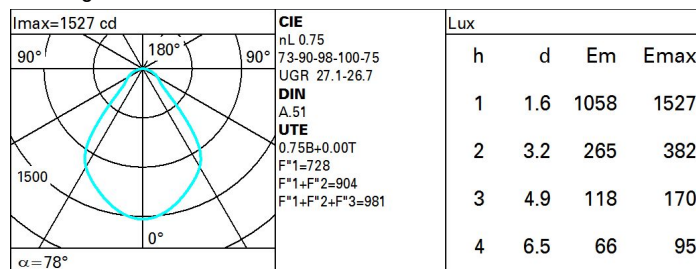 Imax=1527 cd
90° 180° 90°
1500
0°
α=78°
CIE
nL 0.75
73-90-98-100-75
UGR 27.1-26.7
DIN
A.51
UTE
0.75B+0.00T
F"1=728
F"1+F"2=904
F"1+F"2+F"3=981
Lux
h d Em Emax
1 1.6 1058 1527
2 3.2 265 382
3 4.9 118 170
4 6.5 66 95